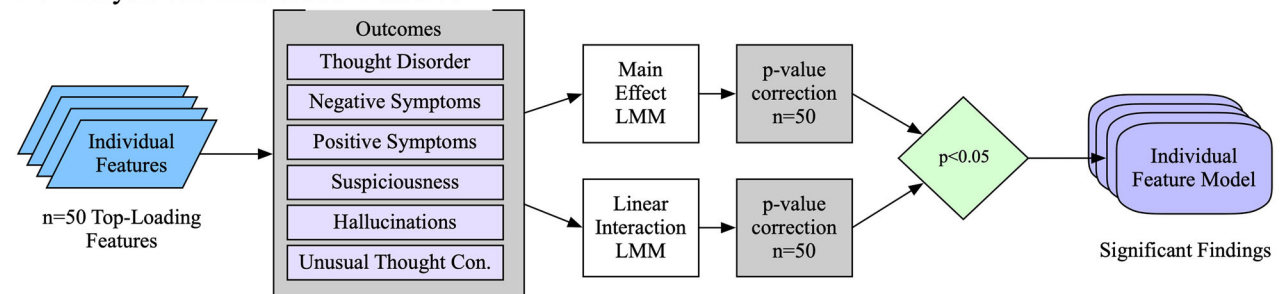 Individual
Features
n=50 Top-Loading
Features
Outcomes
Thought Disorder
Negative Symptoms
Positive Symptoms
Suspiciousness
Hallucinations
Unusual Thought Con.
Main
Effect
LMM
p-value
correction
n=50
Linear
Interaction
LMM
p-value
correction
n=50
p<0.05
Individual
Feature Model
Significant Findings